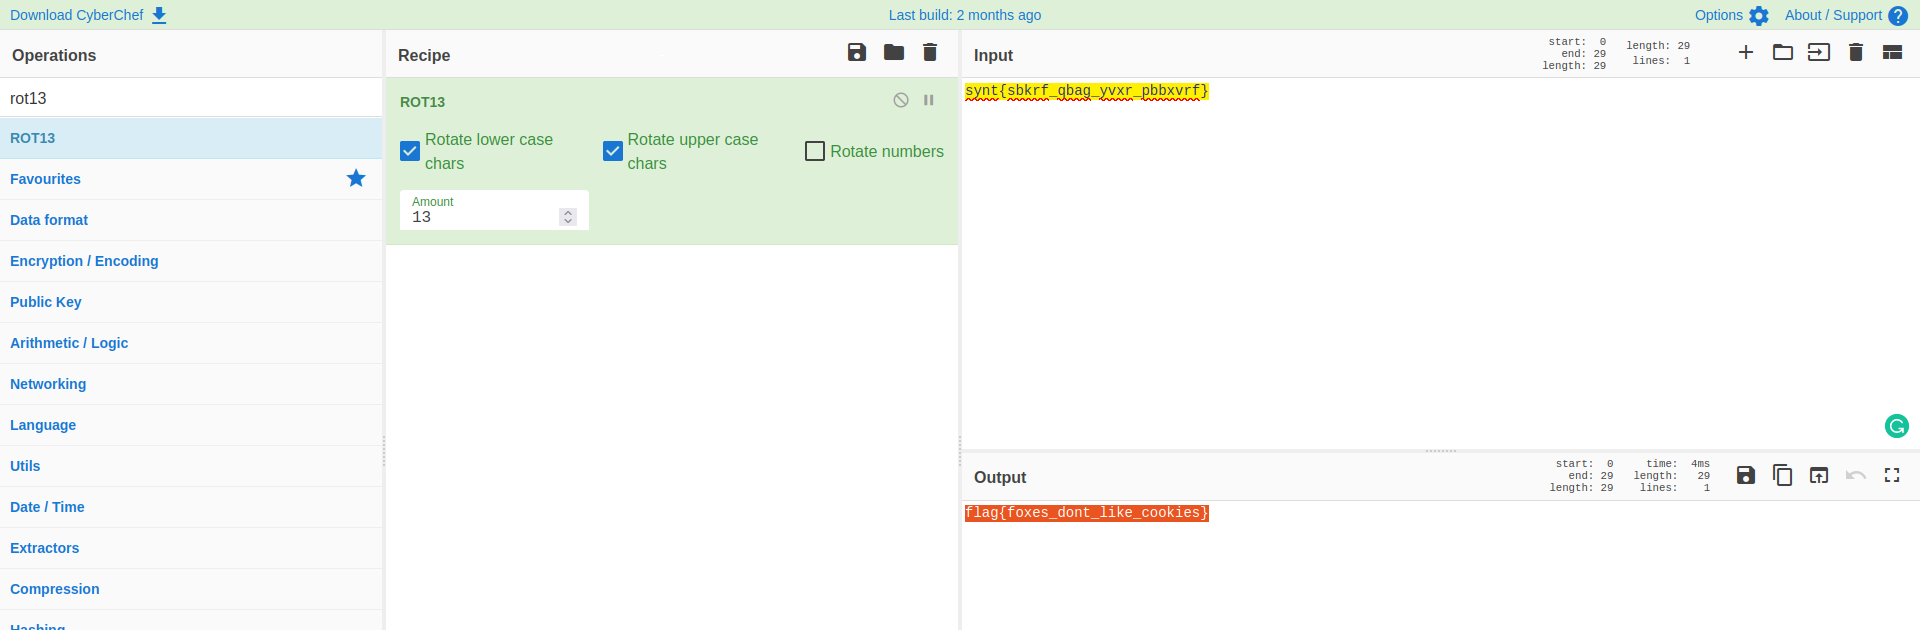 Download CyberChef
Last build: 2 months ago
Options
About / Support
Operations
rot13
ROT13
Favourites
Data format
Encryption / Encoding
Public Key
Arithmetic / Logic
Networking
Language
Utils
Date / Time
Extractors
Compression
Hashing
Recipe
ROT13
Rotate lower case
chars
Rotate upper case
chars
Rotate numbers
Amount
13
Input
start: 0
end: 29
length: 29
length: 29
lines: 1
synt{sbkrf_qbag_yvxr_pbbxvrf}
Output
start: 0
end: 29
length: 29
time: 4ms
length: 29
lines: 1
flag{foxes_dont_like_cookies}